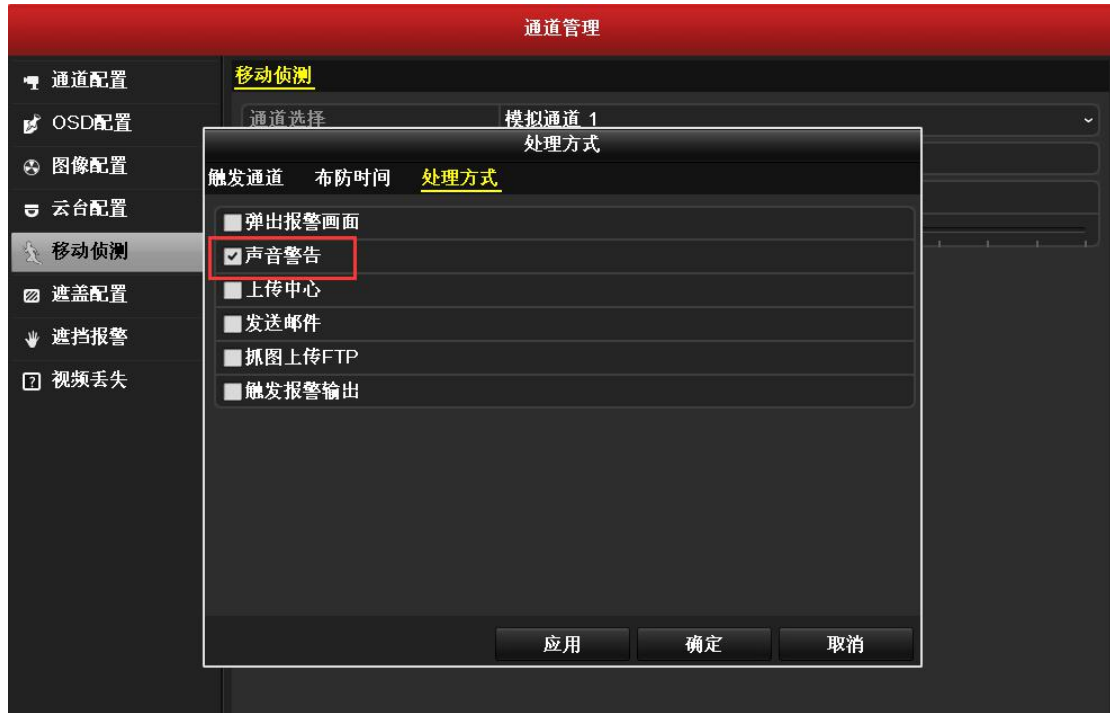 通道管理
通道配置
OSD配置
图像配置
云台配置
移动侦测
遮盖配置
遮挡报警
视频丢失
移动侦测
通道选择 模拟通道 1
处理方式
触发通道 布防时间 处理方式
弹出报警画面
声音警告
上传中心
发送邮件
抓图上传FTP
触发报警输出
应用 确定 取消